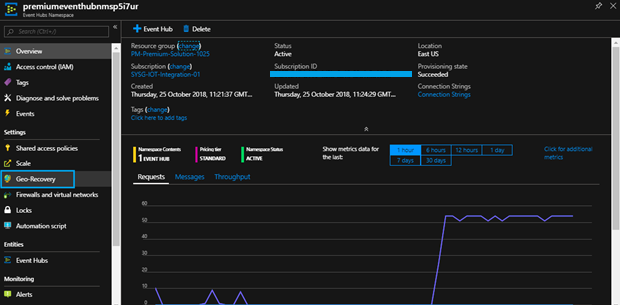 premiumeventhubnmsp5i7ur
Event Hubs Namespace
Search (Ctrl+/)
Overview
Access control (IAM)
Tags
Diagnose and solve problems
Events
Settings
Shared access policies
Scale
Geo-Recovery
Firewalls and virtual networks
Locks
Automation script
Entities
Event Hubs
Monitoring
Alerts
Event Hub Delete
Resource group (change)
PM-Premium-Solution-1025
Status
Active
Location
East US
Subscription (change)
SYSG-IOT-Integration-01
Subscription ID
Provisioning state
Succeeded
Created
Thursday, 25 October 2018, 11:21:37 GMT...
Updated
Thursday, 25 October 2018, 11:24:29 GMT...
Connection Strings
Connection Strings
Tags (change)
Click here to add tags
Namespace Contents
1 EVENT HUB
Pricing tier
STANDARD
Namespace Status
ACTIVE
Show metrics data for
the last:
1 hour 6 hours 12 hours 1 day
7 days 30 days
Click for additional
metrics
Requests Messages Throughput
60
50
40
30
20
10
0